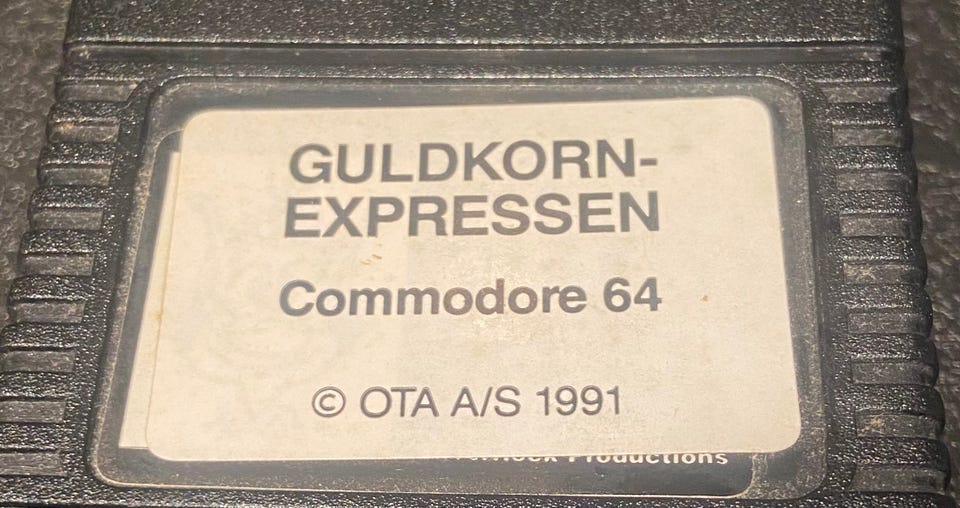 GULDKORN-
EXPRESSEN
Commodore 64
© OTA A/S 1991
Productions